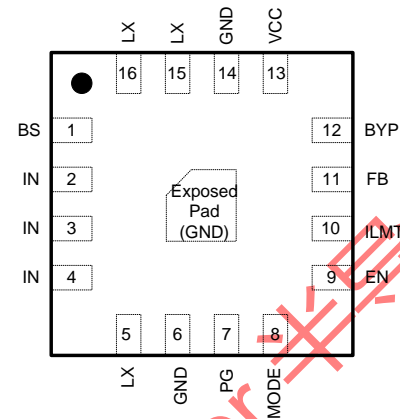 LX LX GND VCC
16 15 14 13
BS 1 12 BYP
IN 2 11 FB
Exposed
Pad
(GND)
IN 3 10 ILMT
IN 4 9 EN
5 6 7 8
LX GND PG MODE